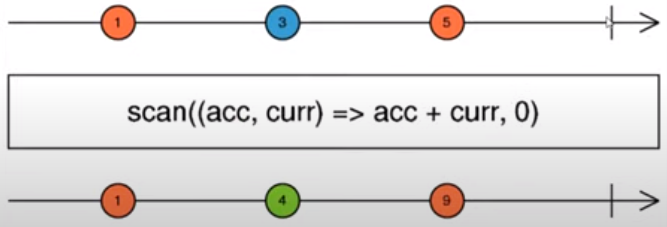 1 3 5
scan((acc, curr) => acc + curr, 0)
1 4 9